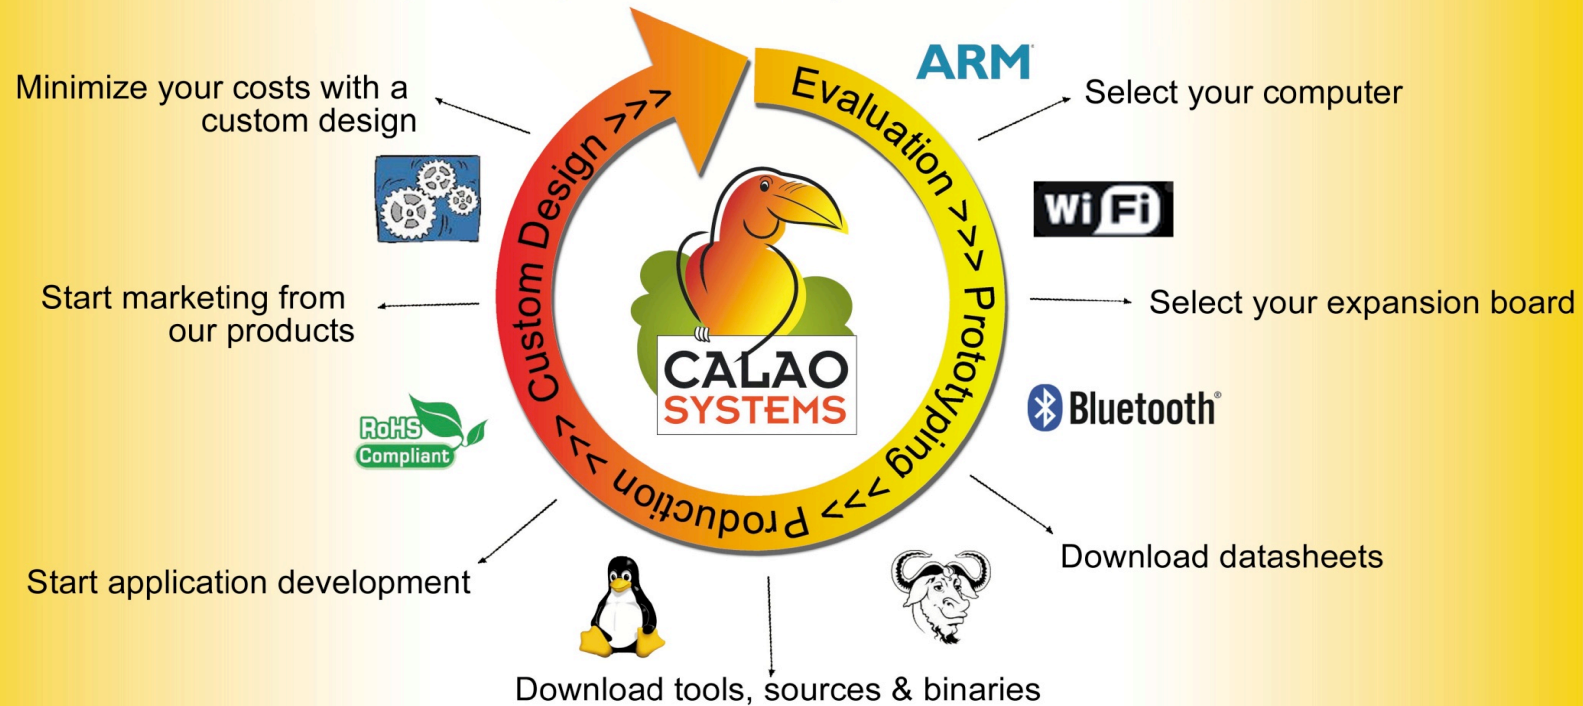 Evaluation >>> Prototyping >>> Production >>> Custom Design >>>
ARM
Select your computer
WiFi
Select your expansion board
Bluetooth®
Download datasheets
Download tools, sources & binaries
Start application development
RoHS
Compliant
Start marketing from
our products
Minimize your costs with a
custom design
CALAO
SYSTEMS